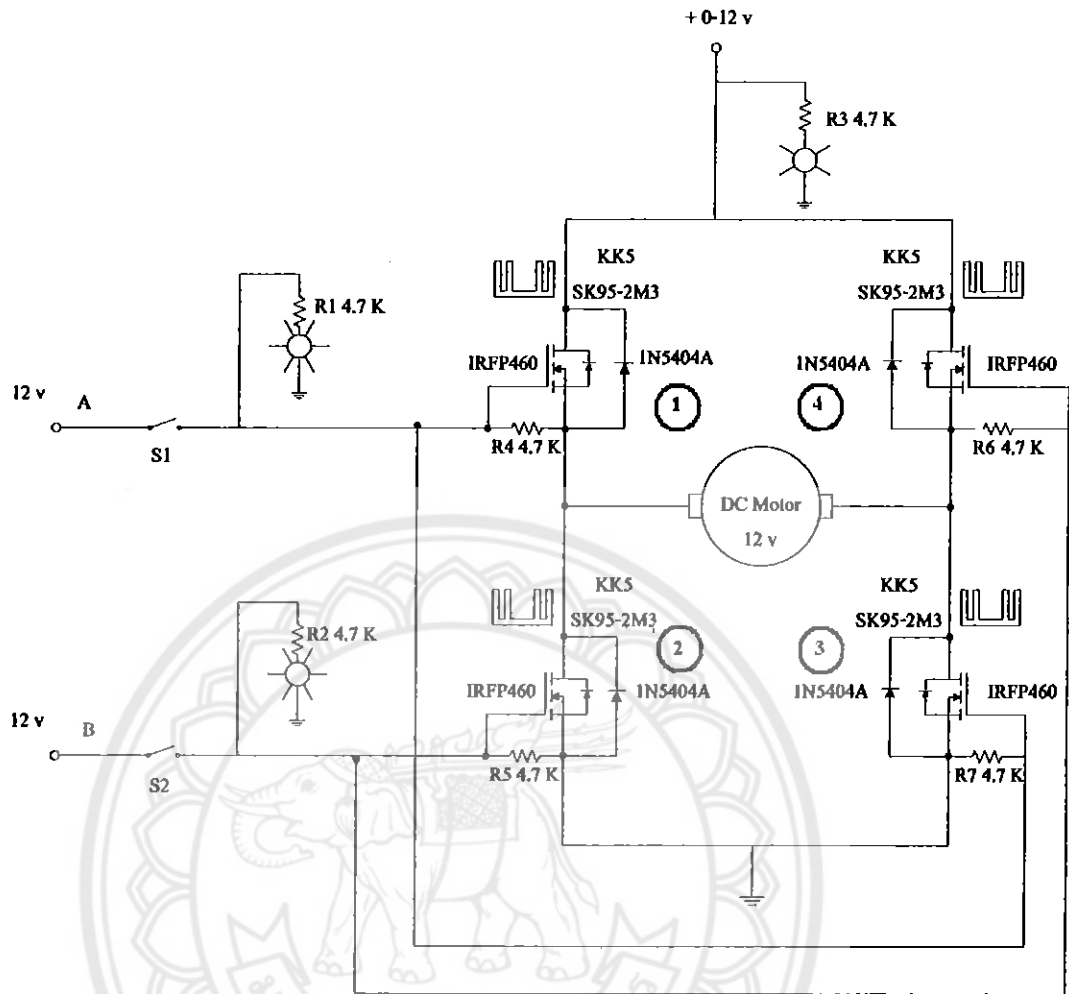 + 0-12 v
R3 4.7 K
KK5
SK95-2M3
KK5
SK95-2M3
R1 4.7 K
IRFP460
1N5404A
1N5404A
IRFP460
12 v
A
1
4
S1
R4 4.7 K
R6 4.7 K
DC Motor
12 v
KK5
SK95-2M3
KK5
SK95-2M3
R2 4.7 K
2
3
IRFP460
1N5404A
1N5404A
IRFP460
12 v
B
S2
R5 4.7 K
R7 4.7 K